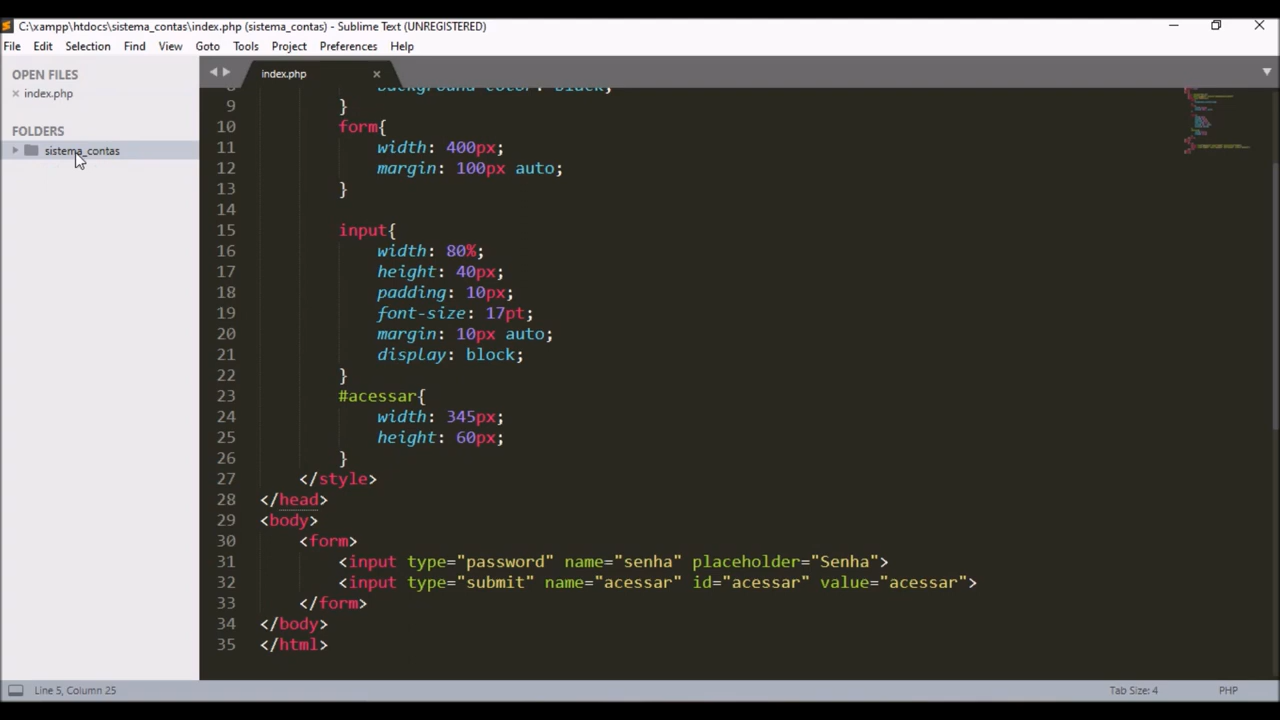 C:\xampp\htdocs\sistema_contas\index.php (sistema_contas) - Sublime Text (UNREGISTERED)
File Edit Selection Find View Goto Tools Project Preferences Help
OPEN FILES
index.php
FOLDERS
sistema_contas
index.php
8 background-color: black;
9 }
10 form{
11 width: 400px;
12 margin: 100px auto;
13 }
14
15 input{
16 width: 80%;
17 height: 40px;
18 padding: 10px;
19 font-size: 17pt;
20 margin: 10px auto;
21 display: block;
22 }
23 #acessar{
24 width: 345px;
25 height: 60px;
26 }
27 </style>
28 </head>
29 <body>
30 <form>
31 <input type="password" name="senha" placeholder="Senha">
32 <input type="submit" name="acessar" id="acessar" value="acessar">
33 </form>
34 </body>
35 </html>
Line 5, Column 25
Tab Size: 4
PHP